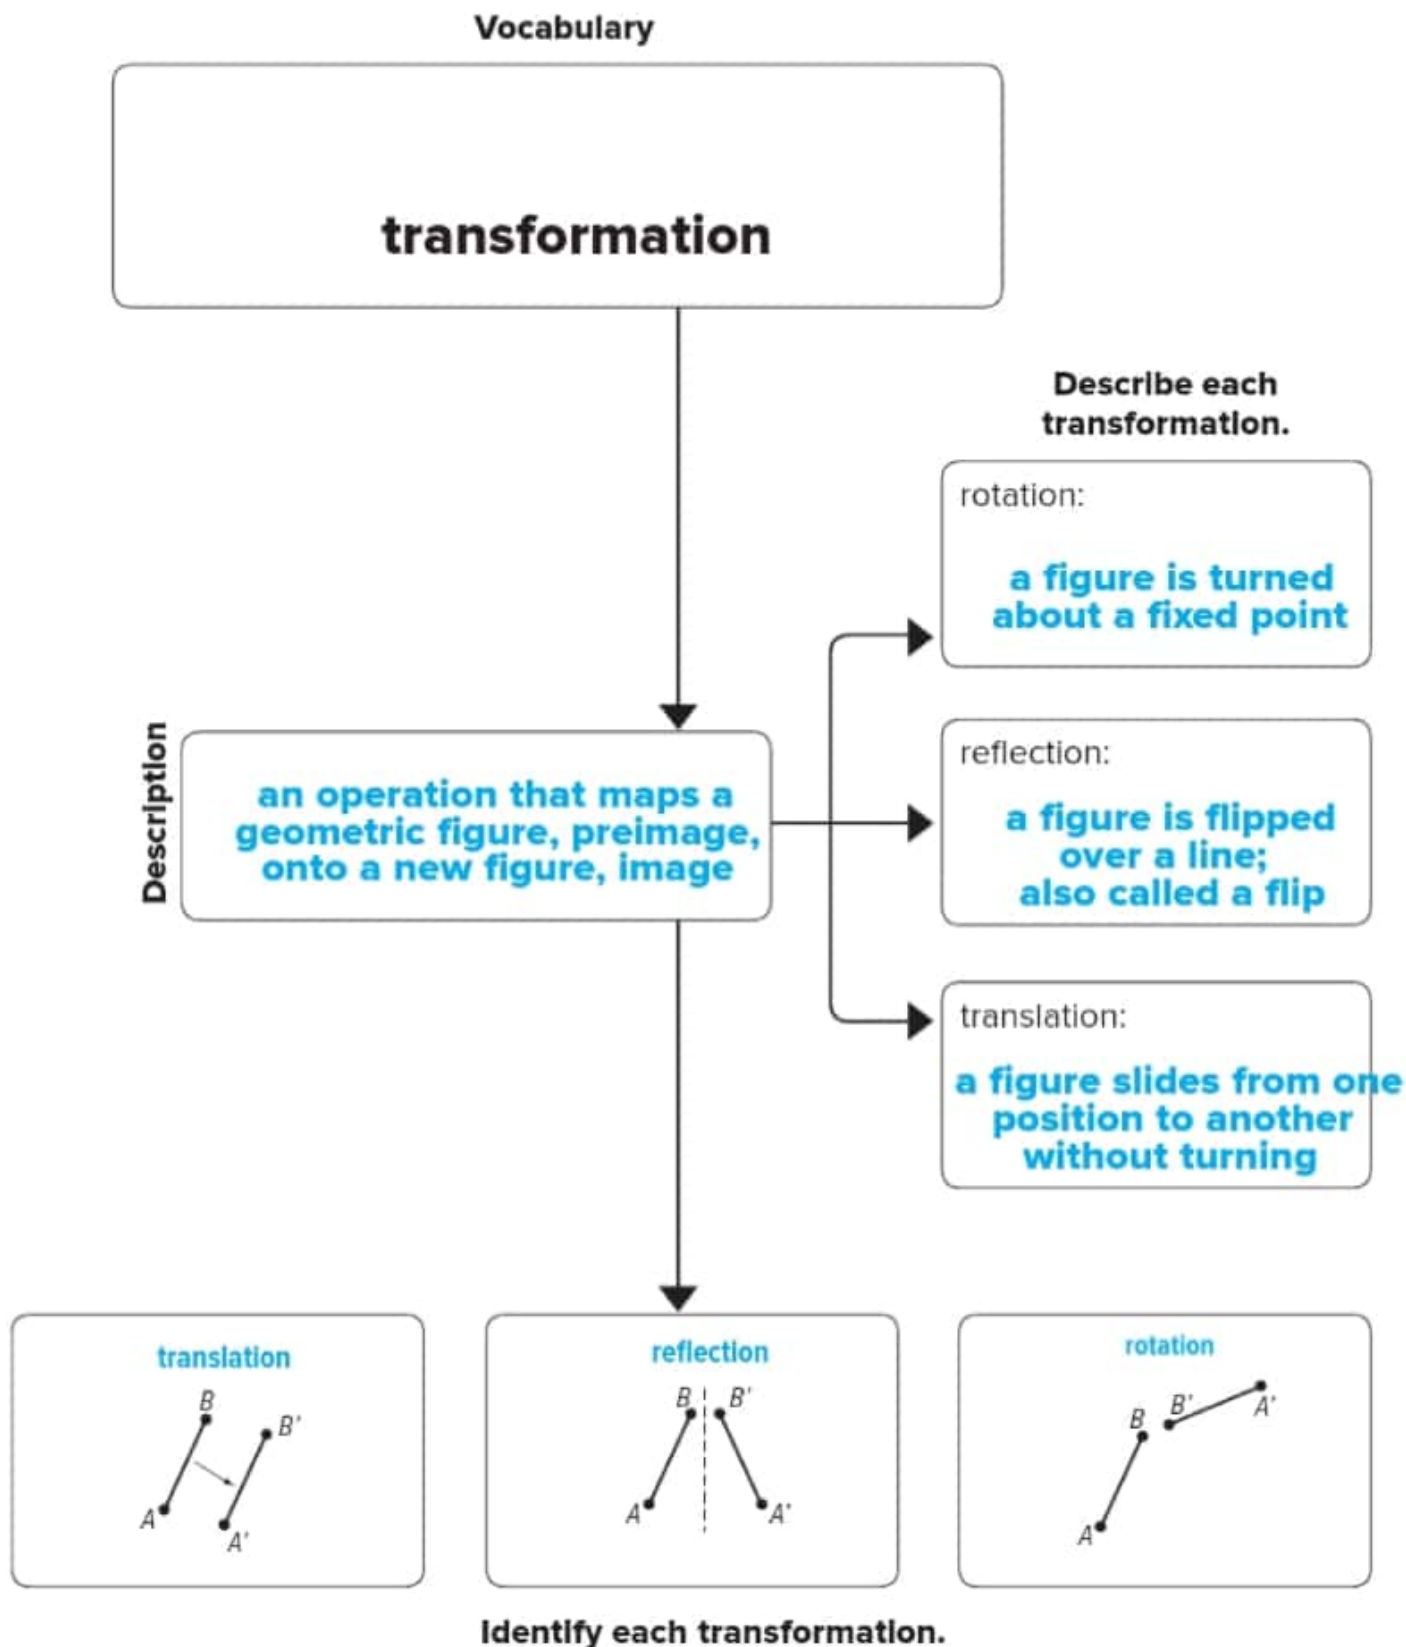 Vocabulary
transformation
Describe each
transformation.
rotation:
a figure is turned
about a fixed point
Description
an operation that maps a
geometric figure, preimage,
onto a new figure, image
reflection:
a figure is flipped
over a line;
also called a flip
translation:
a figure slides from one
position to another
without turning
translation
B
B'
A
A'
reflection
B
B'
A
A'
rotation
B
B'
A'
A
Identify each transformation.